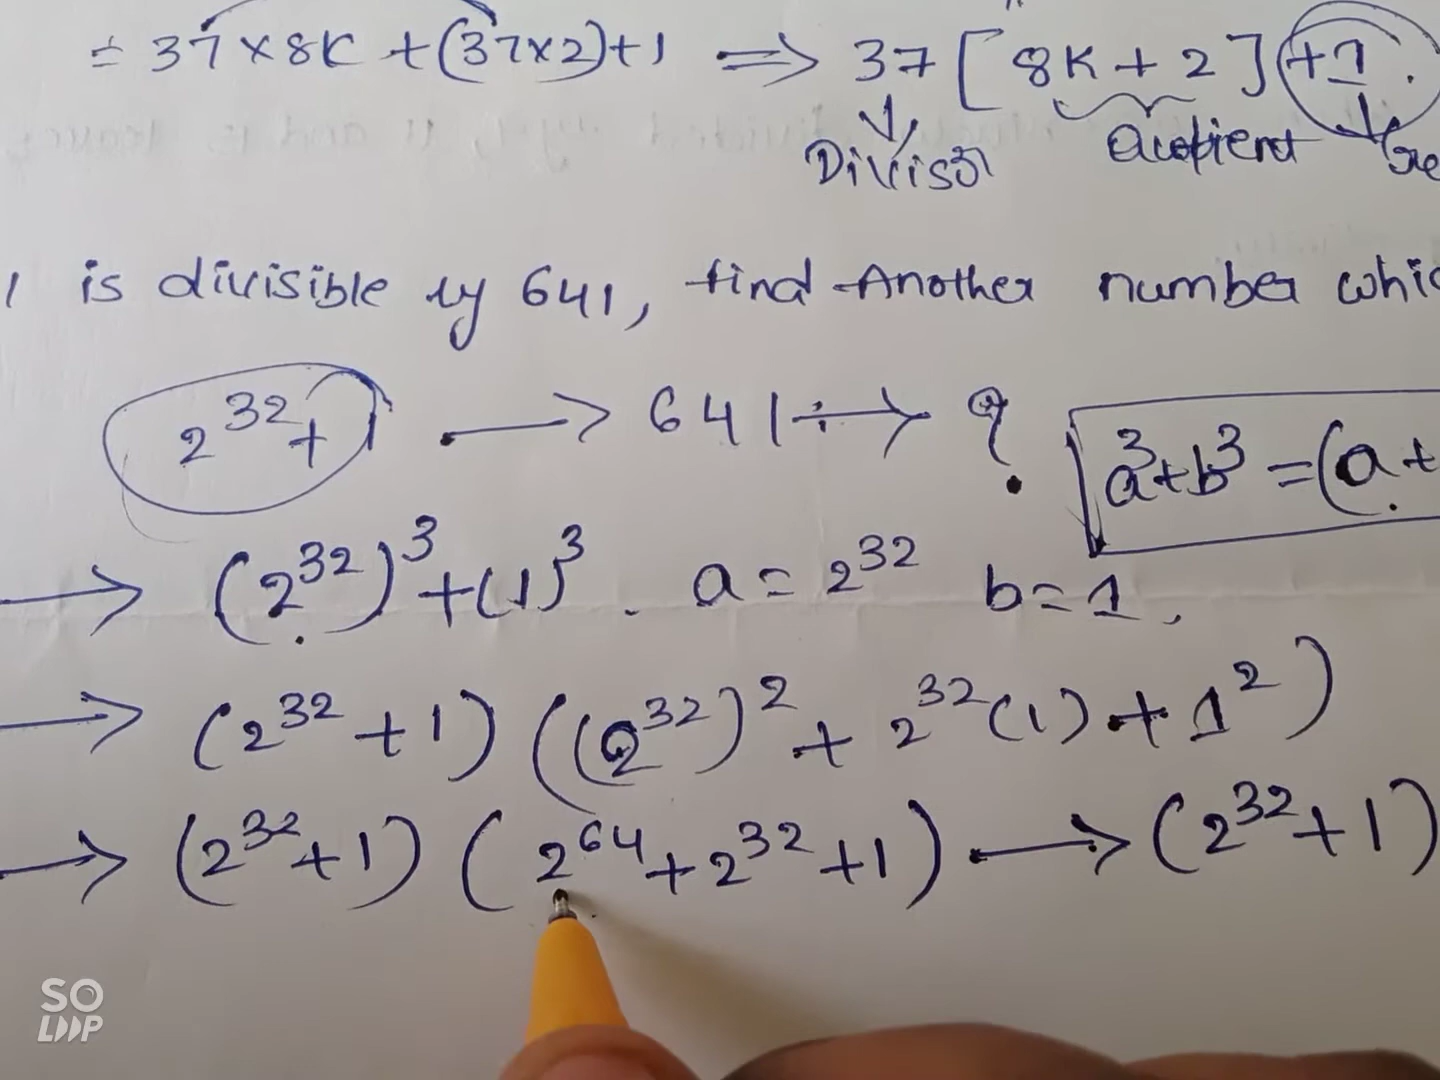 = 37×8K + (37×2)+1 ⟹ 37 [ 8K + 2 ] +1 .
Divisor Quotient
1 is divisible by 641, find Another number
2³² + 1 → 641 ÷ → ?
a³+b³ = (a +
→ (2³²)³ + (1)³ . a = 2³² b = 1,
→ (2³² + 1) ((2³²)² + 2³²(1) + 1²)
→ (2³² + 1) ( 2⁶⁴ + 2³² + 1) → (2³² + 1)
SO
LOOP